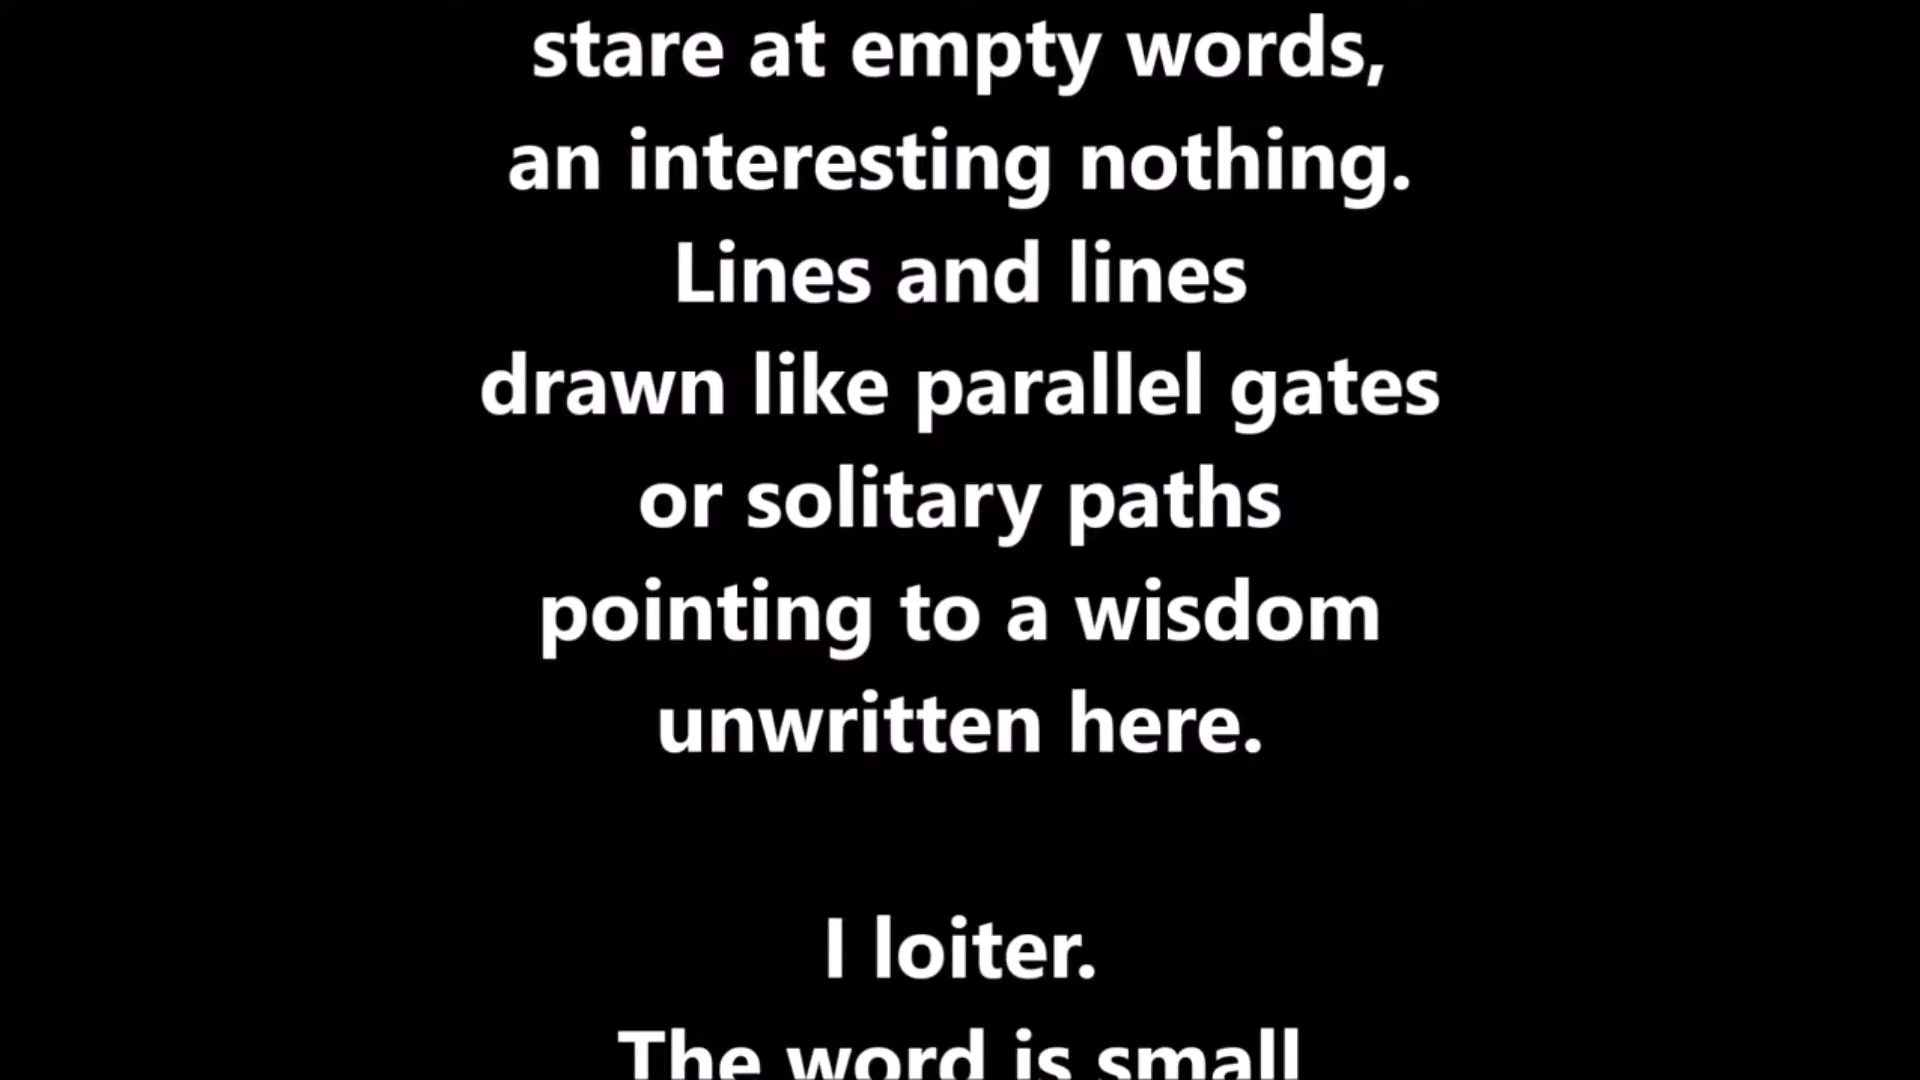 stare at empty words,
an interesting nothing.
Lines and lines
drawn like parallel gates
or solitary paths
pointing to a wisdom
unwritten here.
I loiter.
The word is small